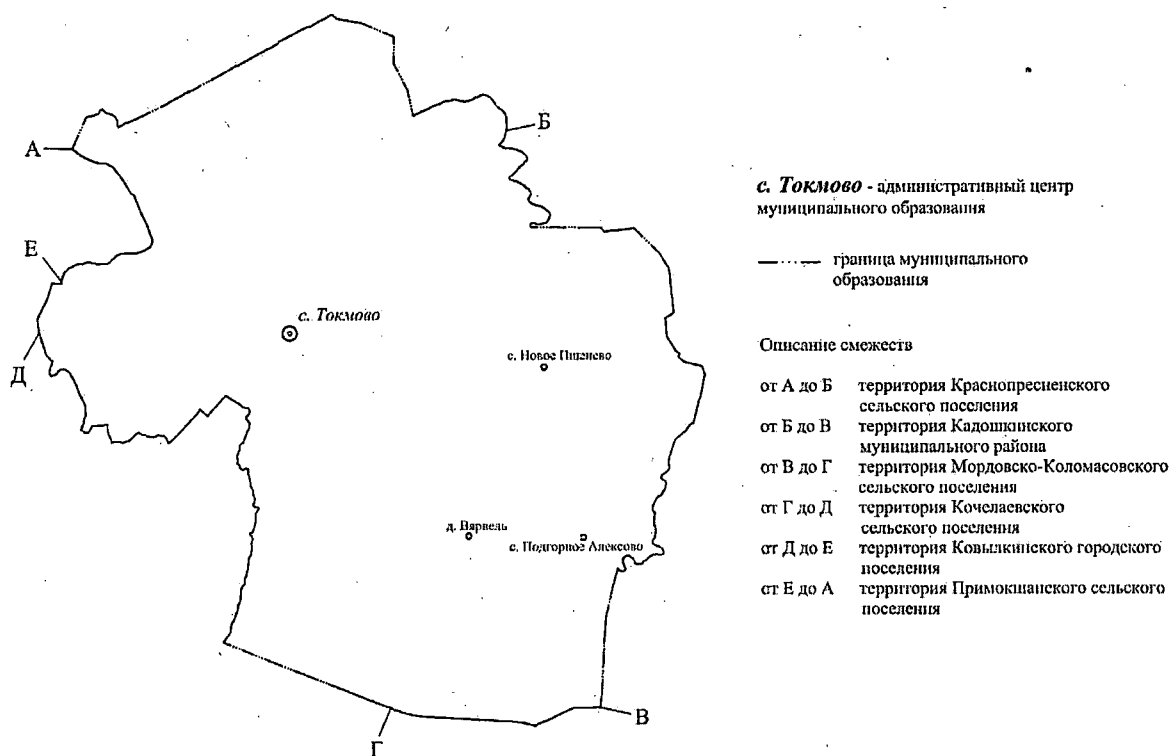 Б
А
Е
с. Токмово
Д
с. Новое Пшенево
д. Вярвель
с. Подгорное Алексово
В
Г
с. Токмово - административный центр
муниципального образования
граница муниципального
образования
Описание смежеств
от А до Б территория Краснопресненского
сельского поселения
от Б до В территория Кадошкинского
муниципального района
от В до Г территория Мордовско-Коломасовского
сельского поселения
от Г до Д территория Кочелаевского
сельского поселения
от Д до Е территория Ковылкинского городского
поселения
от Е до А территория Примокшанского сельского
поселения